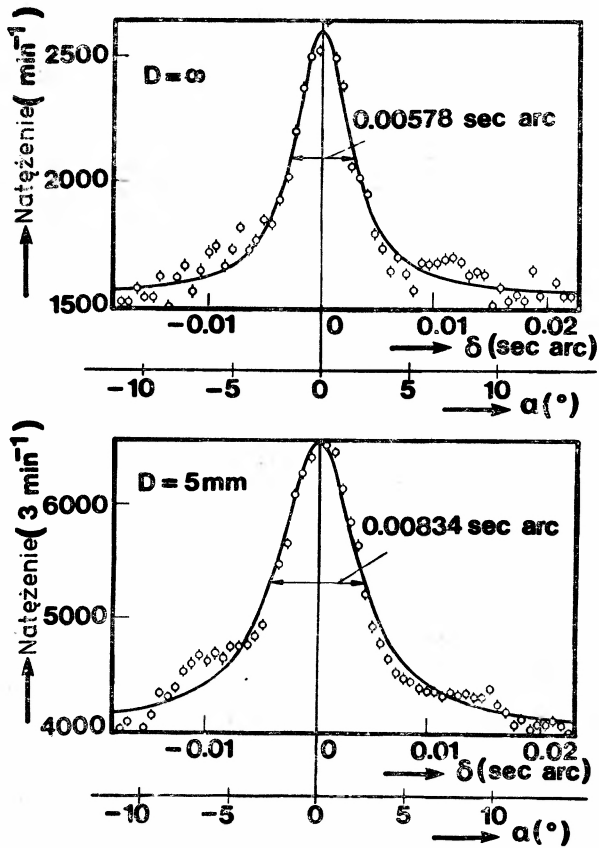 Natężenie( min⁻¹)
2500
2000
1500
D=∞
0.00578 sec arc
−0.01 0 0.01 0.02
δ (sec arc)
−10 −5 0 5 10
α(°)
Natężenie( 3 min⁻¹)
6000
5000
4000
D = 5mm
0.00834 sec arc
−0.01 0 0.01 0.02
δ (sec arc)
−10 −5 0 5 10
α(°)